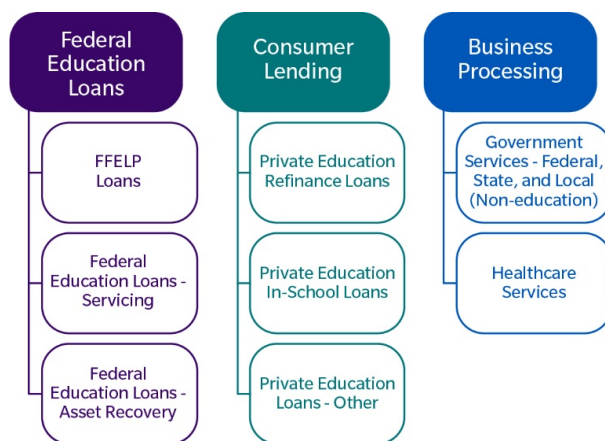 Federal
Education
Loans
FFELP
Loans
Federal
Education Loans -
Servicing
Federal
Education Loans -
Asset Recovery
Consumer
Lending
Private Education
Refinance Loans
Private Education
In-School Loans
Private Education
Loans - Other
Business
Processing
Government
Services - Federal,
State, and Local
(Non-education)
Healthcare
Services